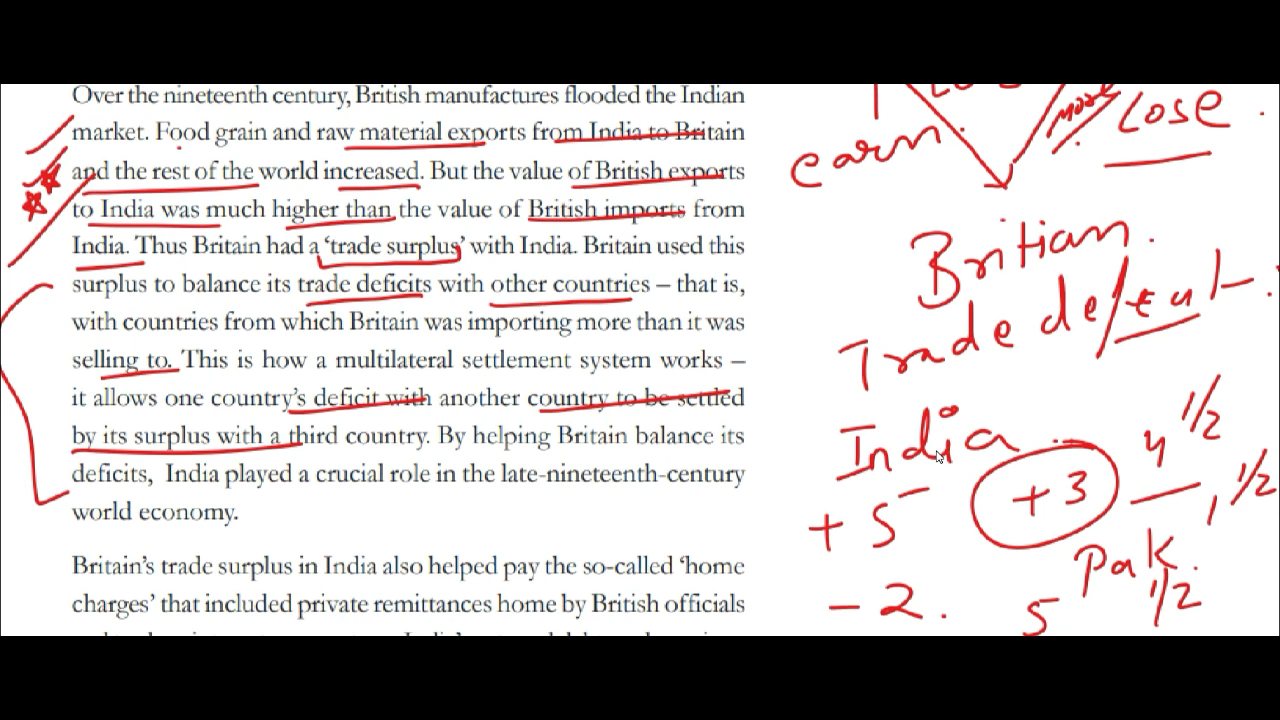 Over the nineteenth century, British manufactures flooded the Indian
market. Food grain and raw material exports from India to Britain
and the rest of the world increased. But the value of British exports
to India was much higher than the value of British imports from
India. Thus Britain had a ‘trade surplus’ with India. Britain used this
surplus to balance its trade deficits with other countries – that is,
with countries from which Britain was importing more than it was
selling to. This is how a multilateral settlement system works –
it allows one country’s deficit with another country to be settled
by its surplus with a third country. By helping Britain balance its
deficits, India played a crucial role in the late-nineteenth-century
world economy.
Britain’s trade surplus in India also helped pay the so-called ‘home
charges’ that included private remittances home by British officials
earn.
more
Lose.
Britian.
Trade
India
+5
+3
4 1/2
1, 1/2
Pak.
-2.
5
1/2